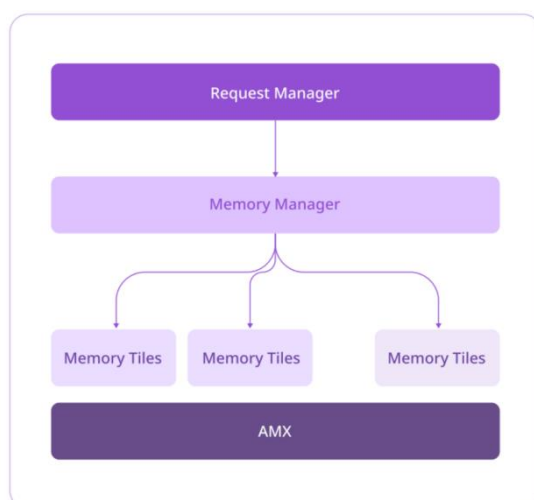 Request Manager
Memory Manager
Memory Tiles
Memory Tiles
Memory Tiles
AMX